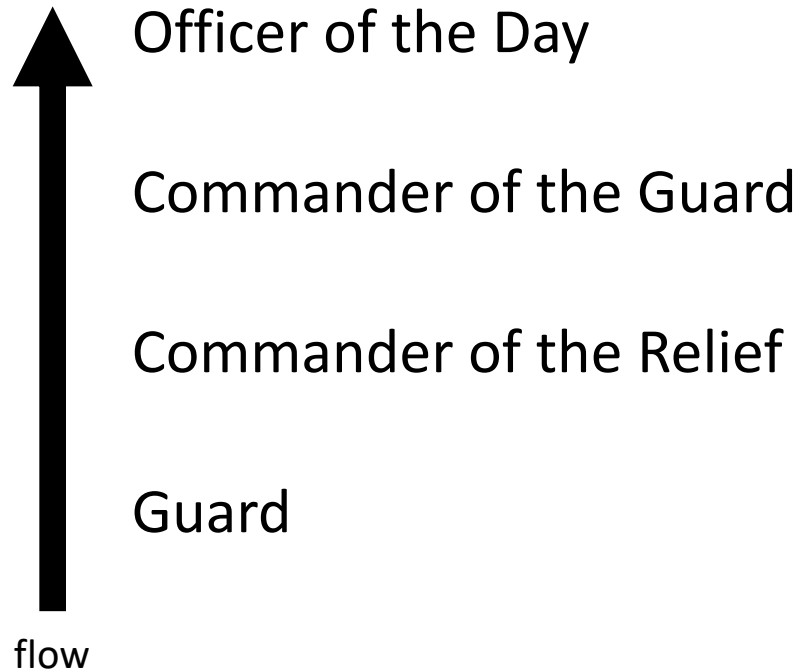 Officer of the Day
Commander of the Guard
Commander of the Relief
Guard
flow